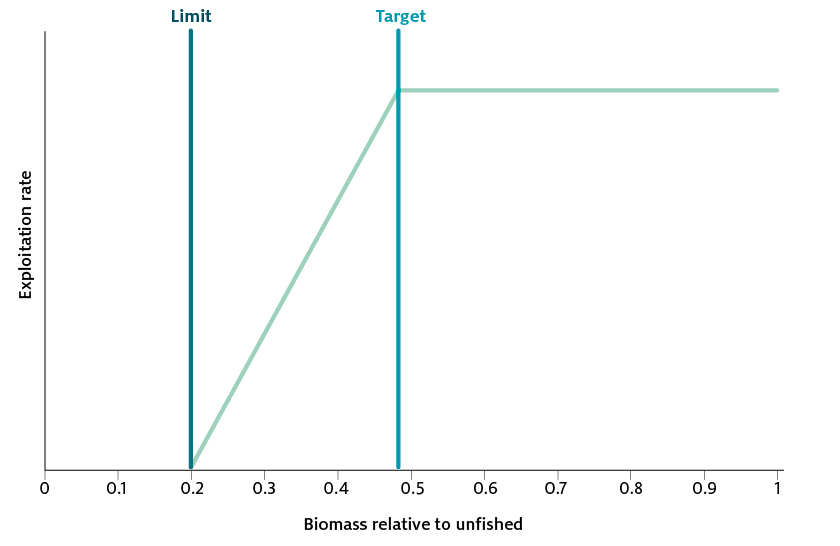 Limit
Target
Exploitation rate
0 0.1 0.2 0.3 0.4 0.5 0.6 0.7 0.8 0.9 1
Biomass relative to unfished